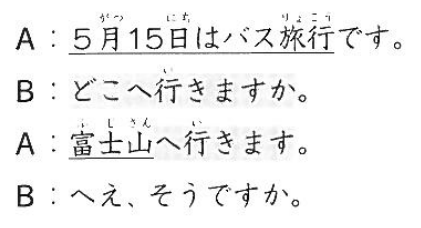 A：５月15日はバス旅行です。
B：どこへ行きますか。
A：富士山へ行きます。
B：へえ、そうですか。